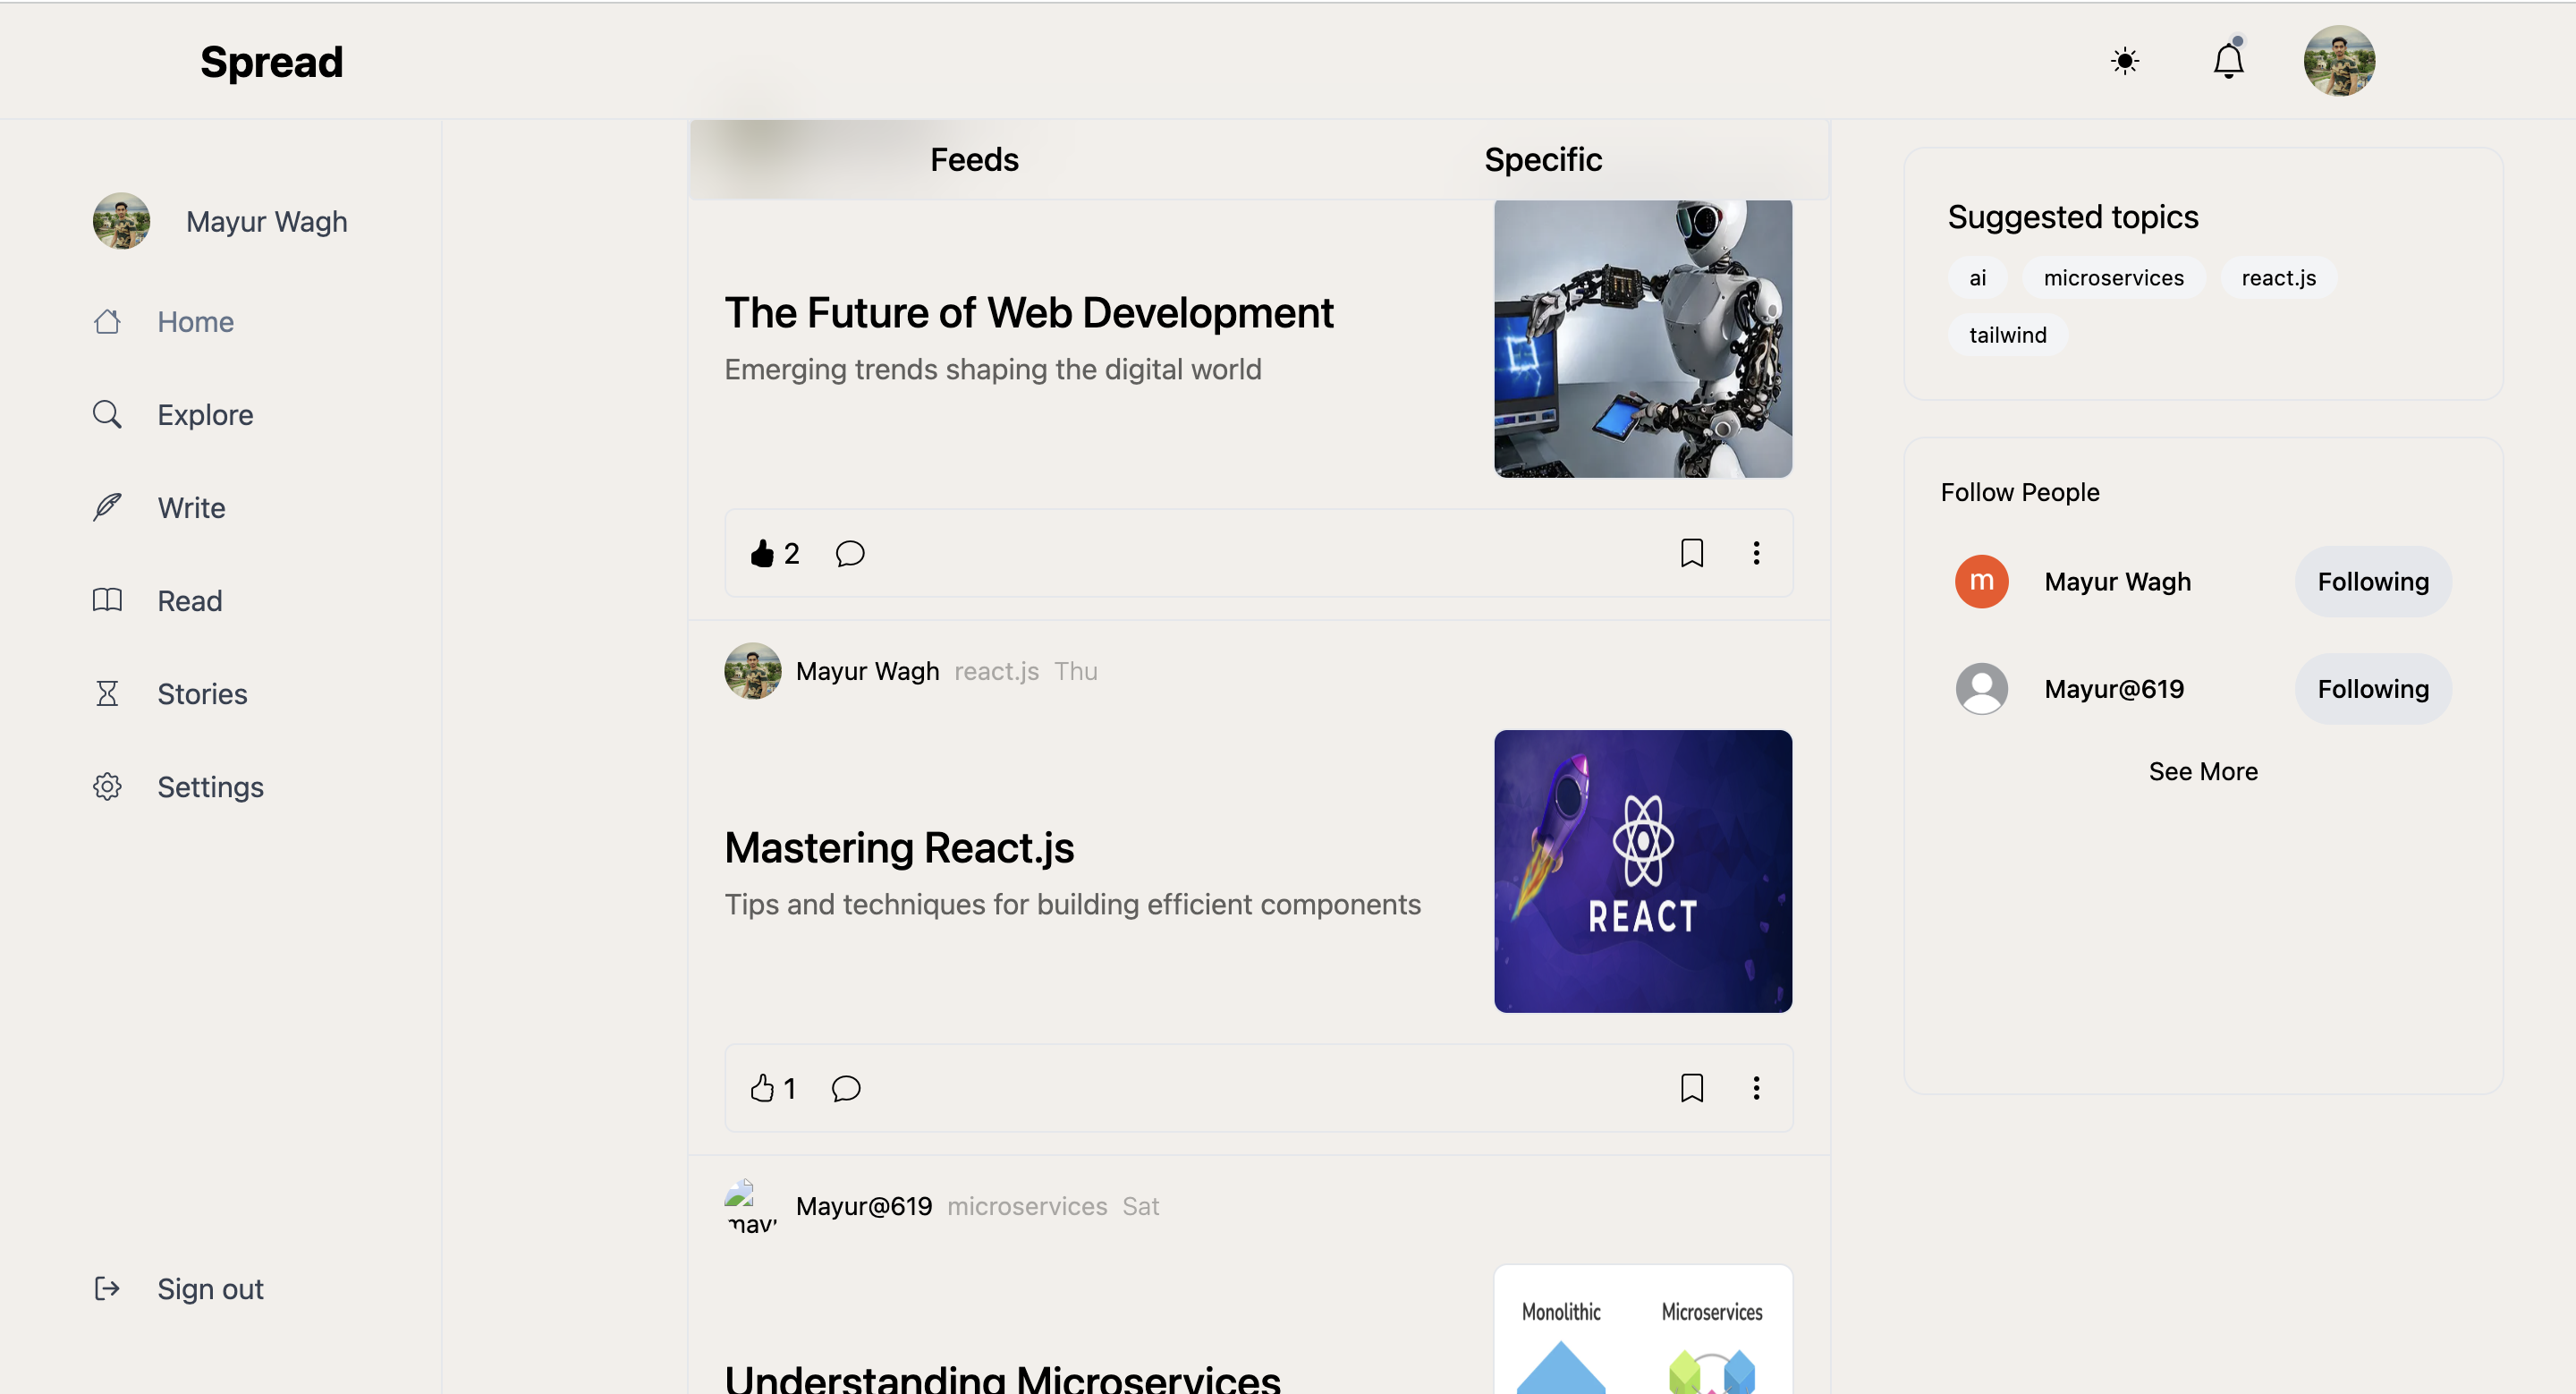 Spread
Mayur Wagh
Home
Explore
Write
Read
Stories
Settings
Sign out
Feeds
Specific
The Future of Web Development
Emerging trends shaping the digital world
2
Mayur Wagh react.js Thu
Mastering React.js
Tips and techniques for building efficient components
REACT
1
Mayur@619 microservices Sat
Understanding Microservices
Monolithic Microservices
Suggested topics
ai microservices react.js
tailwind
Follow People
m Mayur Wagh Following
Mayur@619 Following
See More